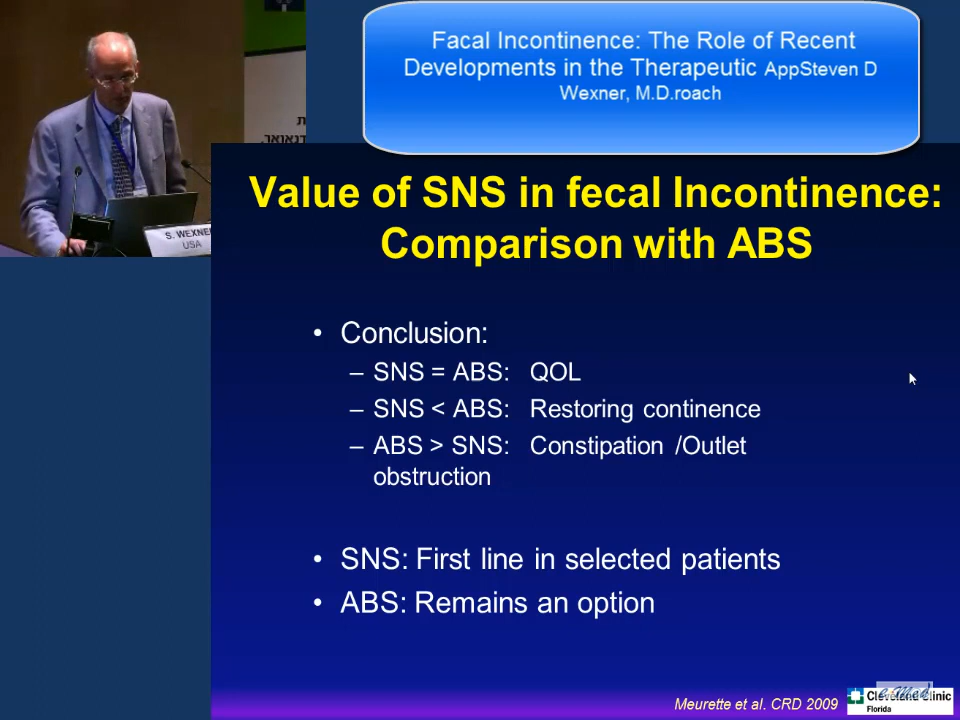 Facal Incontinence: The Role of Recent
Developments in the Therapeutic AppSteven D
Wexner, M.D.roach
S. WEXNER
USA
Value of SNS in fecal Incontinence:
Comparison with ABS
• Conclusion:
– SNS = ABS: QOL
– SNS < ABS: Restoring continence
– ABS > SNS: Constipation /Outlet
obstruction
• SNS: First line in selected patients
• ABS: Remains an option
Meurette et al. CRD 2009
Cleveland Clinic
Florida
e-Med